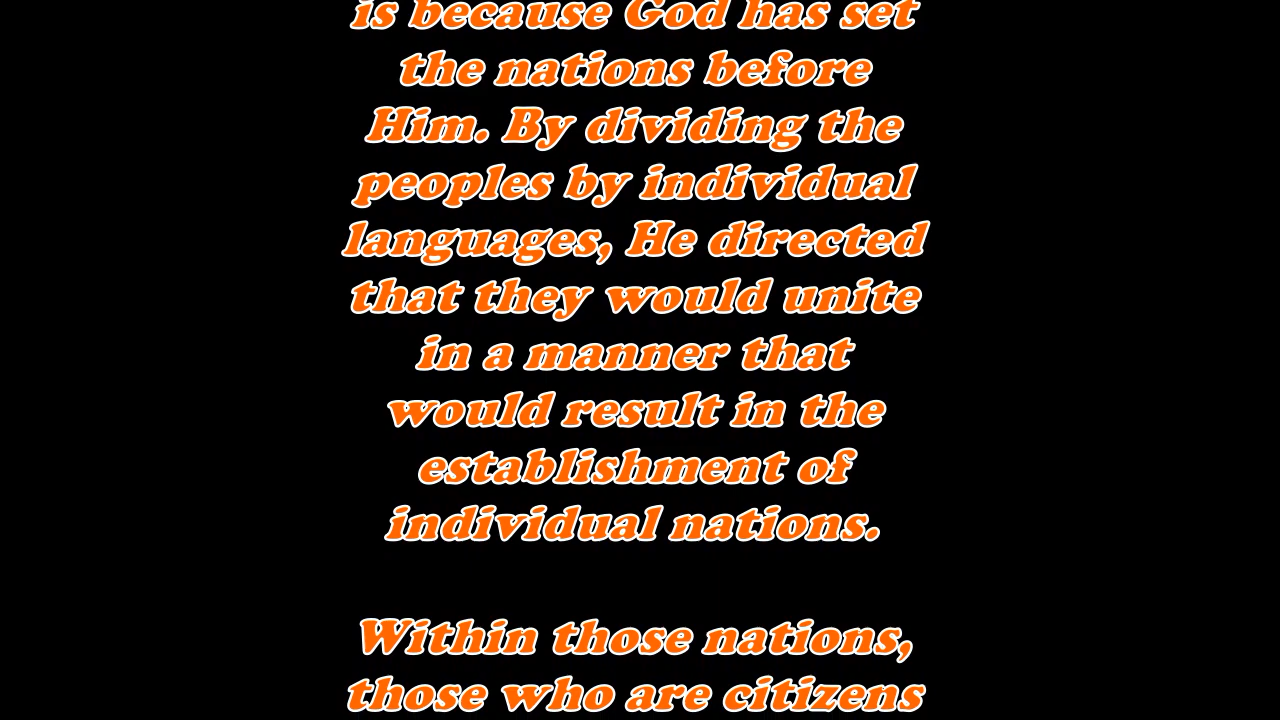 is because God has set
the nations before
Him. By dividing the
peoples by individual
languages, He directed
that they would unite
in a manner that
would result in the
establishment of
individual nations.
Within those nations,
those who are citizens